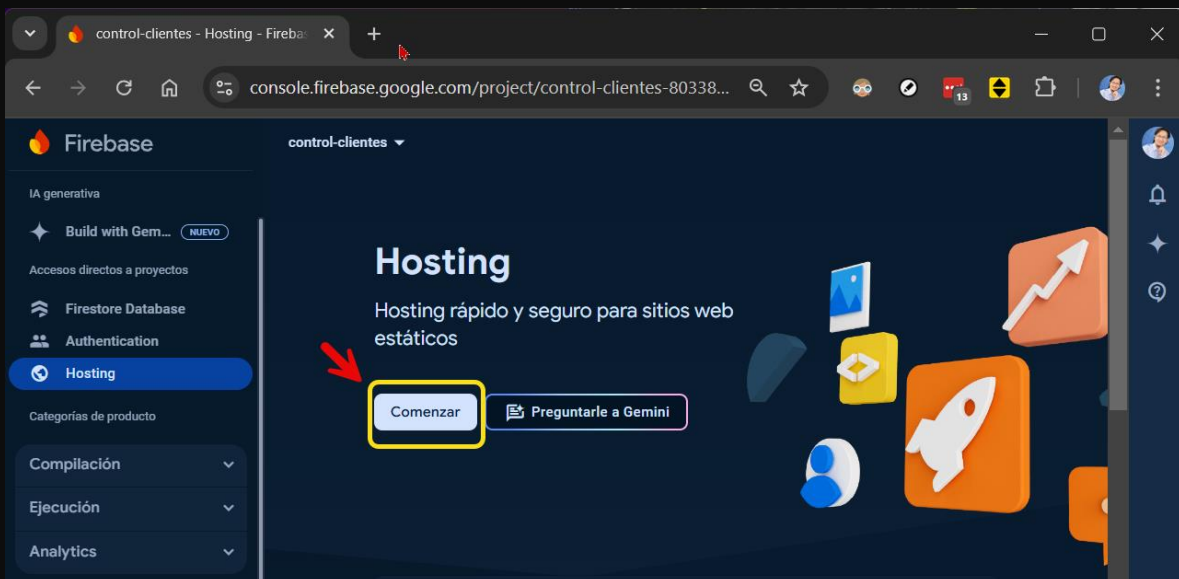 control-clientes - Hosting - Fireba
console.firebase.google.com/project/control-clientes-80338...
13
Firebase
control-clientes
IA generativa
Build with Gem... NUEVO
Accesos directos a proyectos
Firestore Database
Authentication
Hosting
Categorías de producto
Compilación
Ejecución
Analytics
Hosting
Hosting rápido y seguro para sitios web
estáticos
Comenzar
Preguntarle a Gemini